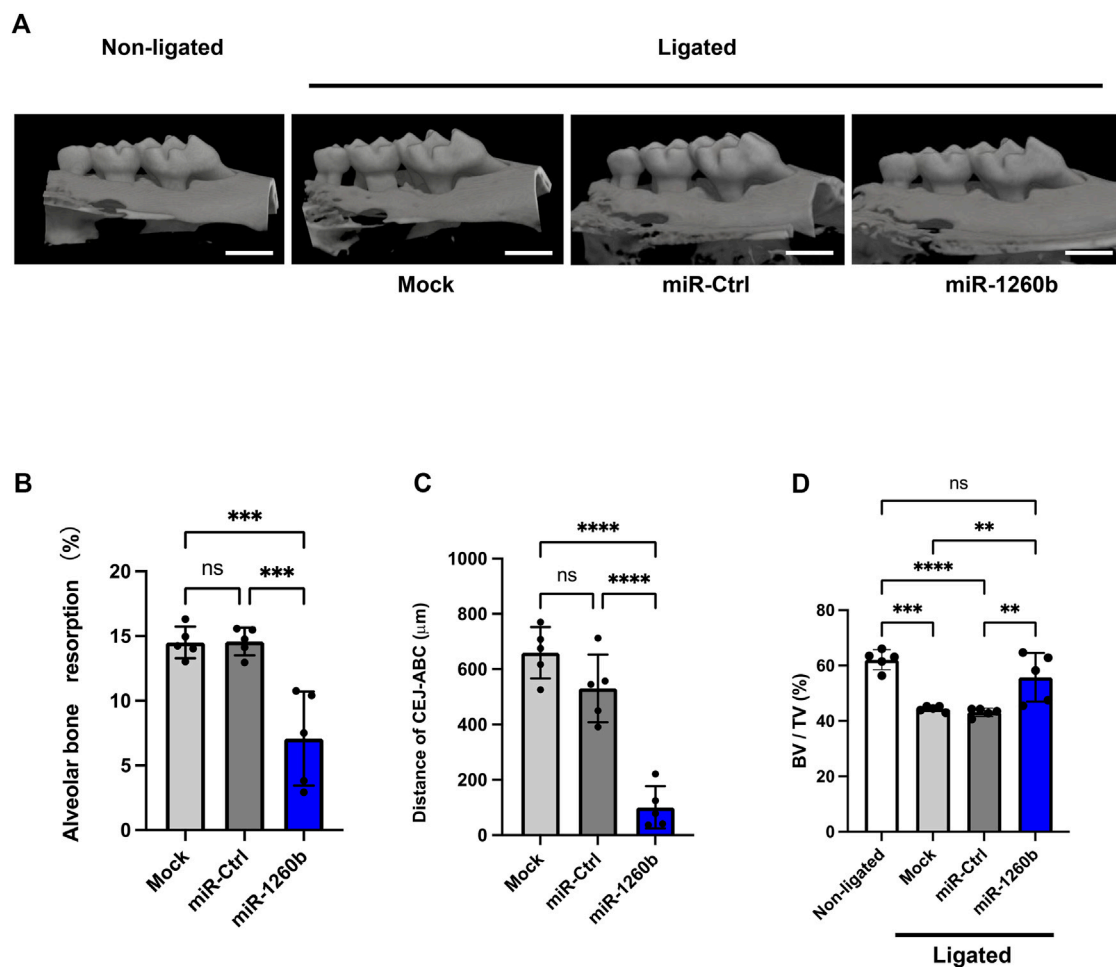 A
Non-ligated
Ligated
Mock
miR-Ctrl
miR-1260b
B
Alveolar bone resorption (%)
20
15
10
5
0
***
ns
***
Mock
miR-Ctrl
miR-1260b
C
Distance of CEJ-ABC (μm)
1000
800
600
400
200
0
****
ns
****
Mock
miR-Ctrl
miR-1260b
D
BV / TV (%)
80
60
40
20
0
ns
**
****
***
**
Non-ligated
Mock
miR-Ctrl
miR-1260b
Ligated